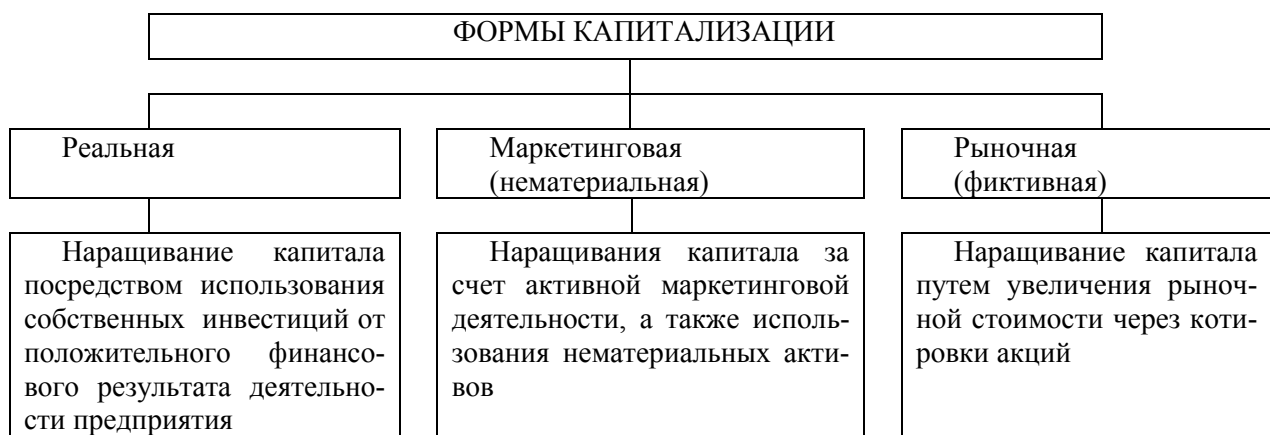 ФОРМЫ КАПИТАЛИЗАЦИИ
Реальная
Маркетинговая
(нематериальная)
Рыночная
(фиктивная)
Наращивание капитала
посредством использования
собственных инвестиций от
положительного финансо-
вого результата деятельно-
сти предприятия
Наращивания капитала за
счет активной маркетинговой
деятельности, а также исполь-
зования нематериальных акти-
вов
Наращивание капитала
путем увеличения рыноч-
ной стоимости через коти-
ровки акций